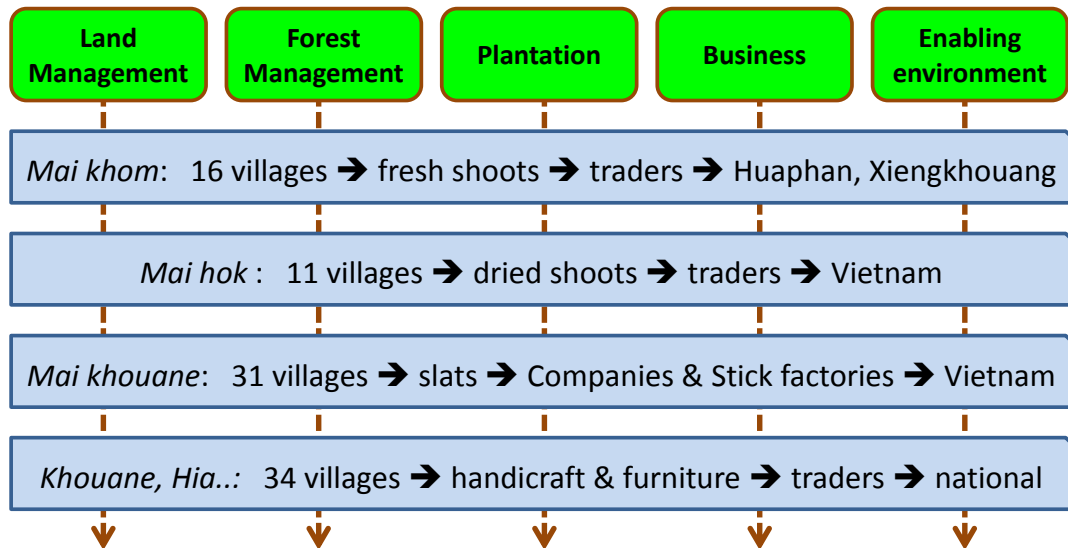 Land
Management
Forest
Management
Plantation
Business
Enabling
environment
Mai khom: 16 villages ➔ fresh shoots ➔ traders ➔ Huaphan, Xiengkhouang
Mai hok : 11 villages ➔ dried shoots ➔ traders ➔ Vietnam
Mai khouane: 31 villages ➔ slats ➔ Companies & Stick factories ➔ Vietnam
Khouane, Hia..: 34 villages ➔ handicraft & furniture ➔ traders ➔ national